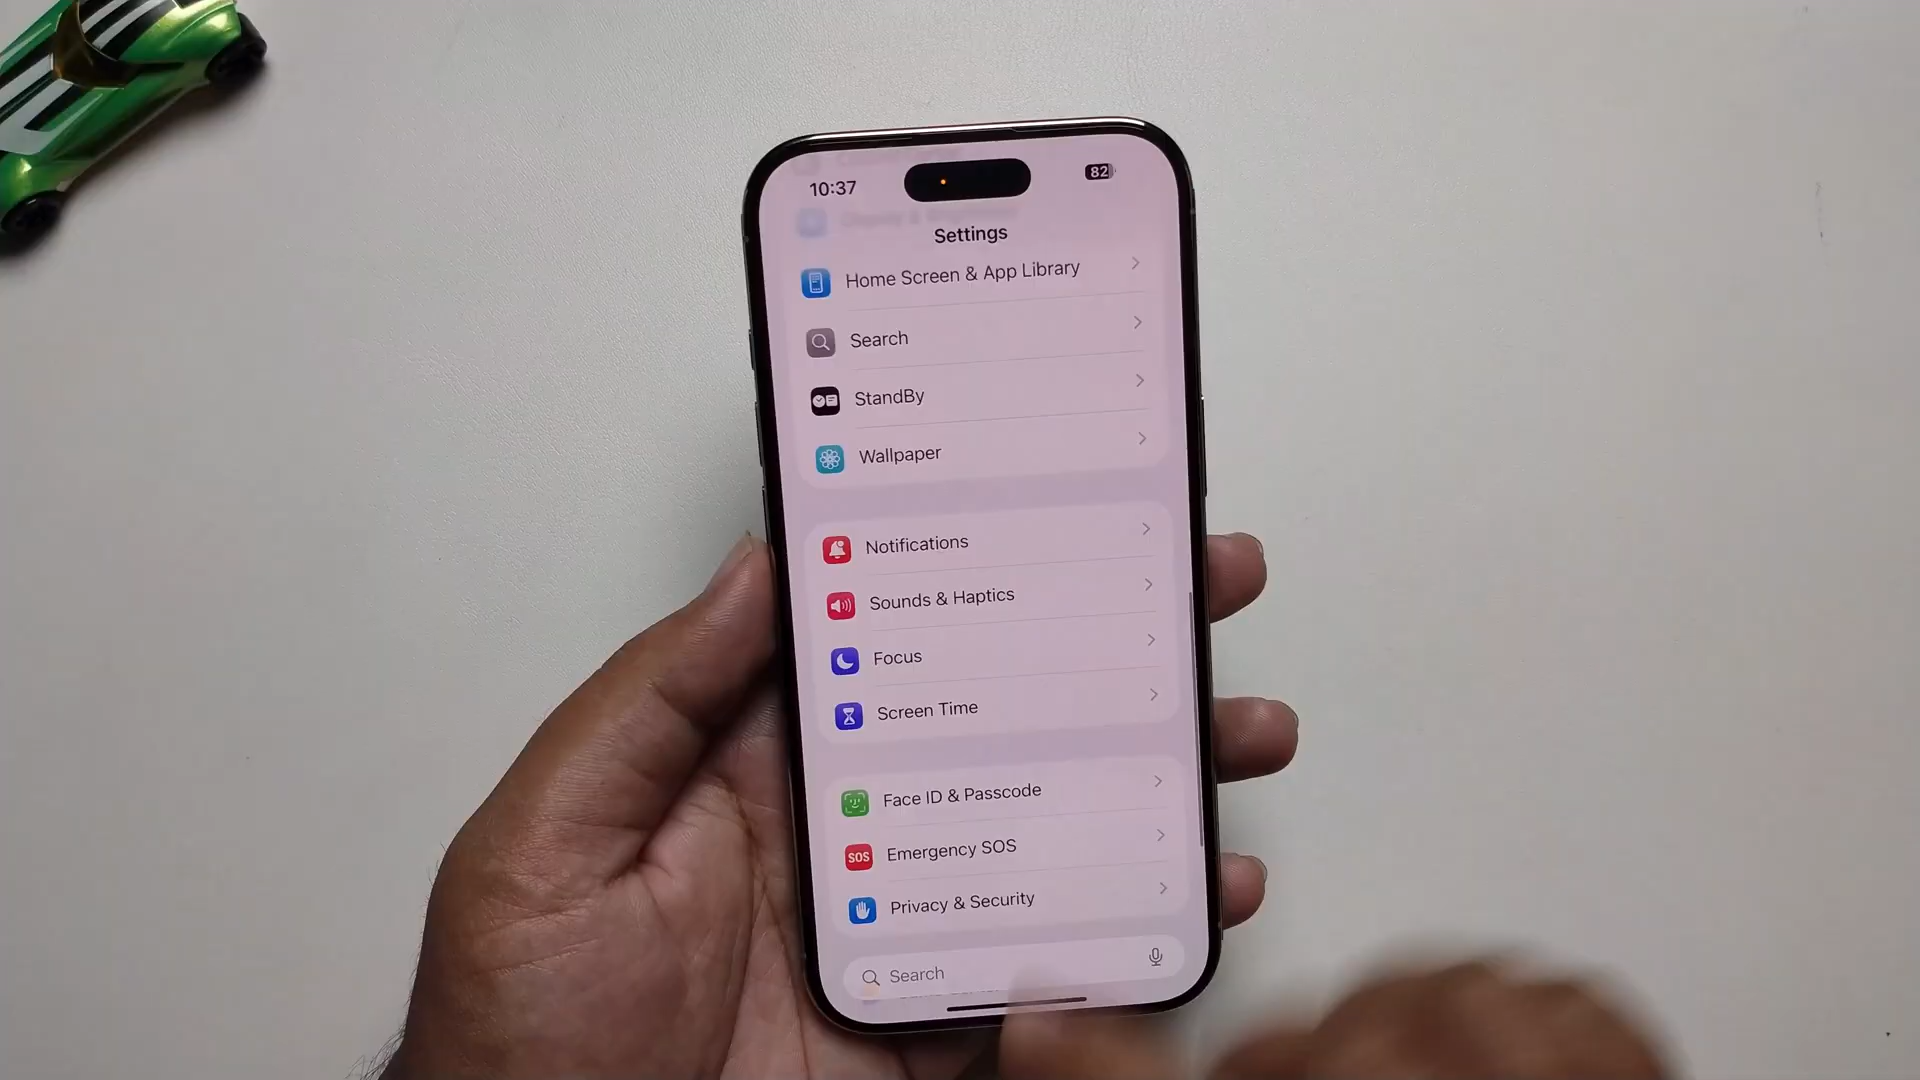 10:37
82
Settings
Home Screen & App Library
Search
StandBy
Wallpaper
Notifications
Sounds & Haptics
Focus
Screen Time
Face ID & Passcode
SOS
Emergency SOS
Privacy & Security
Search